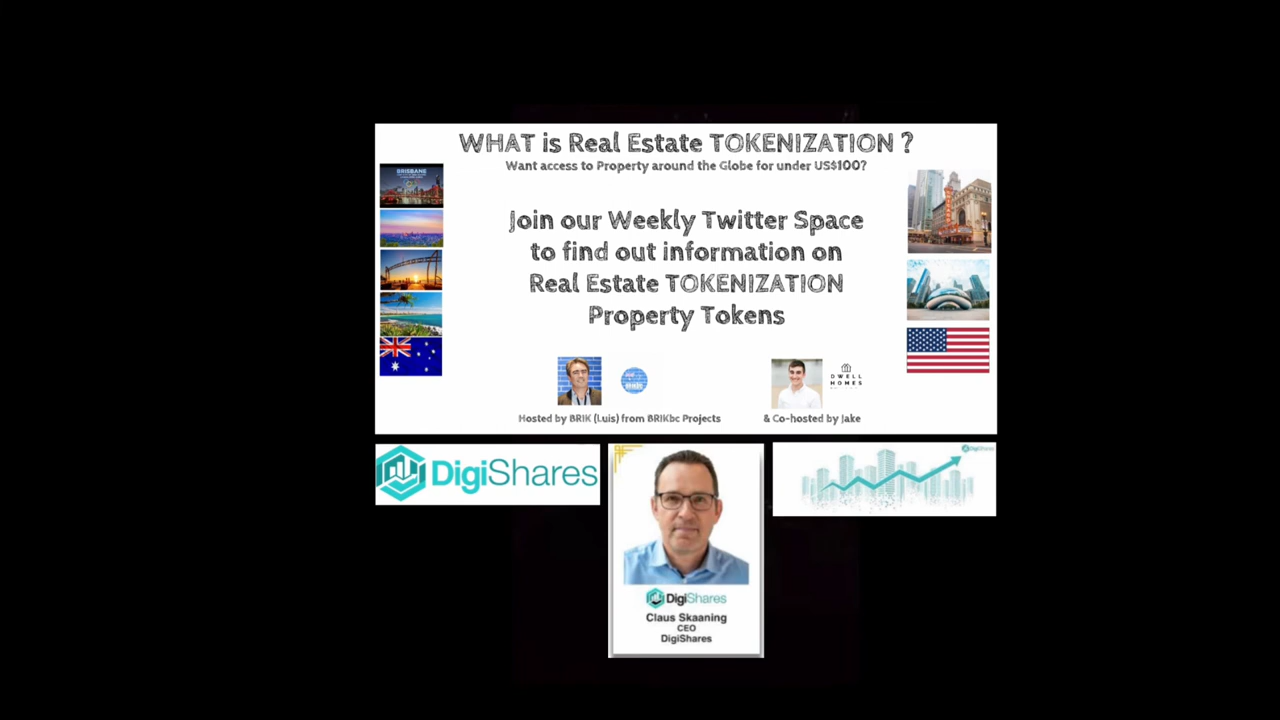 WHAT is Real Estate TOKENIZATION ?
Want access to Property around the Globe for under US$100?
BRISBANE
Join our Weekly Twitter Space
to find out information on
Real Estate TOKENIZATION
Property Tokens
DWELL
HOMES
Hosted by BRIK (Luis) from BRIKbc Projects
& Co-hosted by Jake
DigiShares
DigiShares
DigiShares
Claus Skaaning
CEO
DigiShares